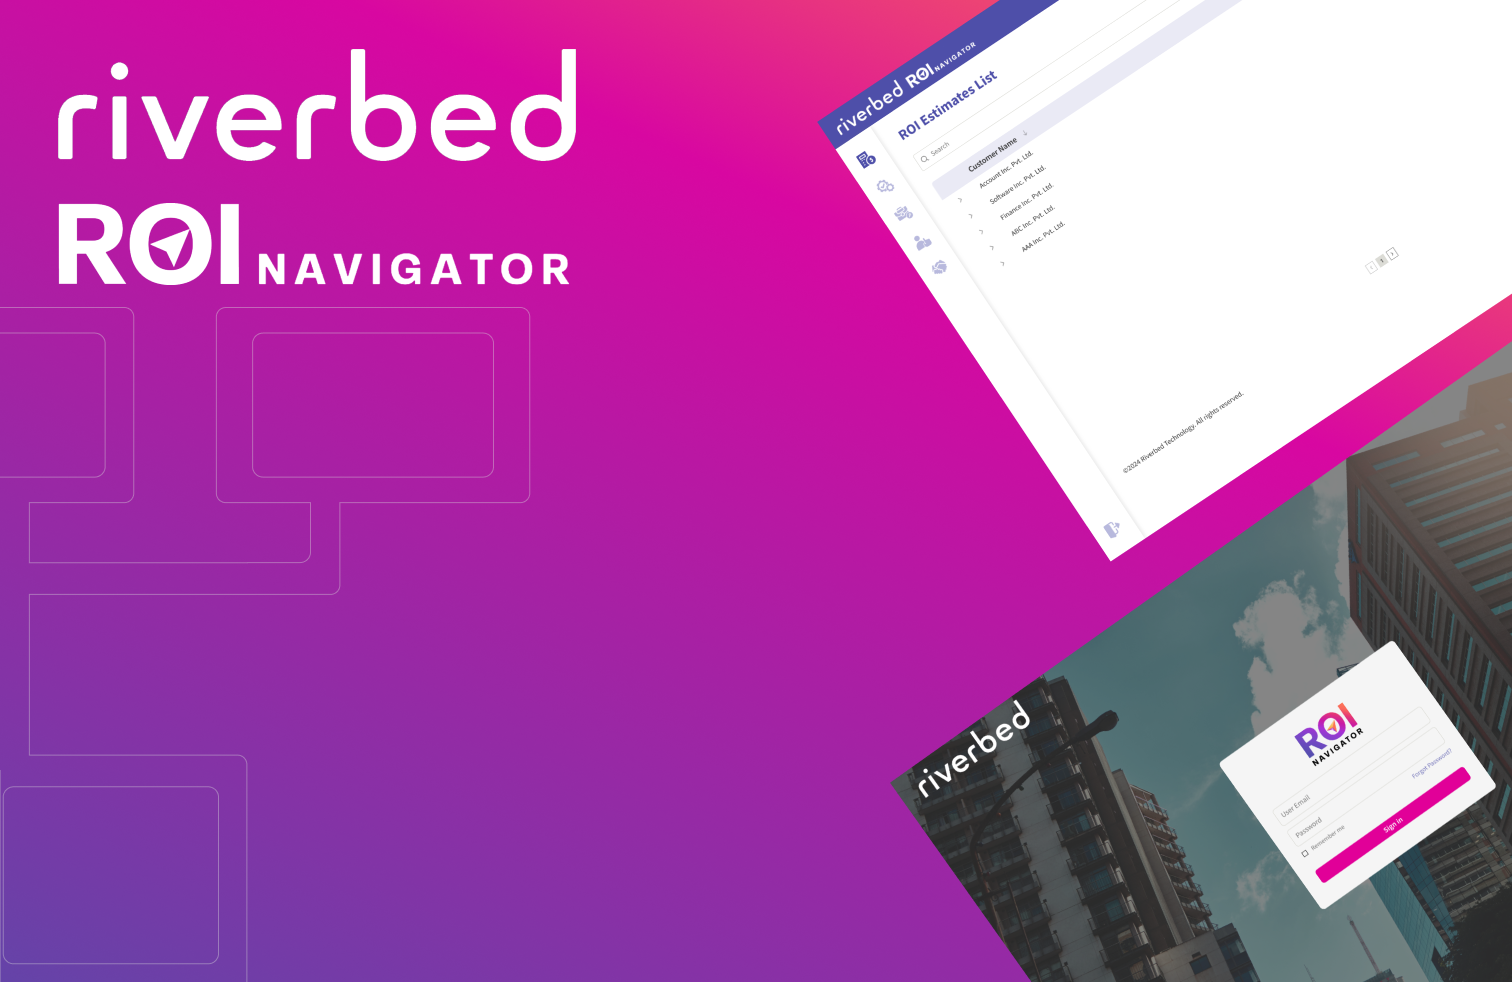 riverbed
ROI NAVIGATOR
riverbed ROI NAVIGATOR
ROI Estimates List
Search
Customer Name
Account Inc. Pvt. Ltd.
Software Inc. Pvt. Ltd.
Finance Inc. Pvt. Ltd.
ABC Inc. Pvt. Ltd.
AAA Inc. Pvt. Ltd.
1
©2024 Riverbed Technology. All rights reserved.
riverbed
ROI
NAVIGATOR
User Email
Password
Forgot Password?
Remember me
Sign in